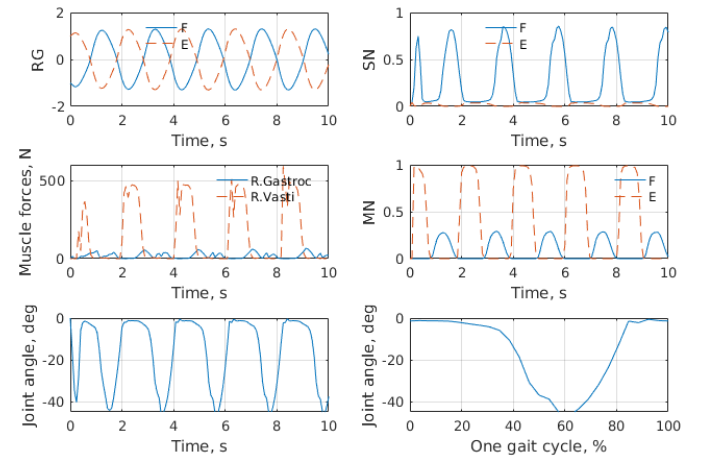 RG
2
0
-2
F
E
0 2 4 6 8 10
Time, s
SN
1
0.5
0
F
E
0 2 4 6 8 10
Time, s
Muscle forces, N
500
0
R.Gastroc
R.Vasti
0 2 4 6 8 10
Time, s
MN
1
0.5
0
F
E
0 2 4 6 8 10
Time, s
Joint angle, deg
0
-20
-40
0 2 4 6 8 10
Time, s
Joint angle, deg
0
-20
-40
0 20 40 60 80 100
One gait cycle, %